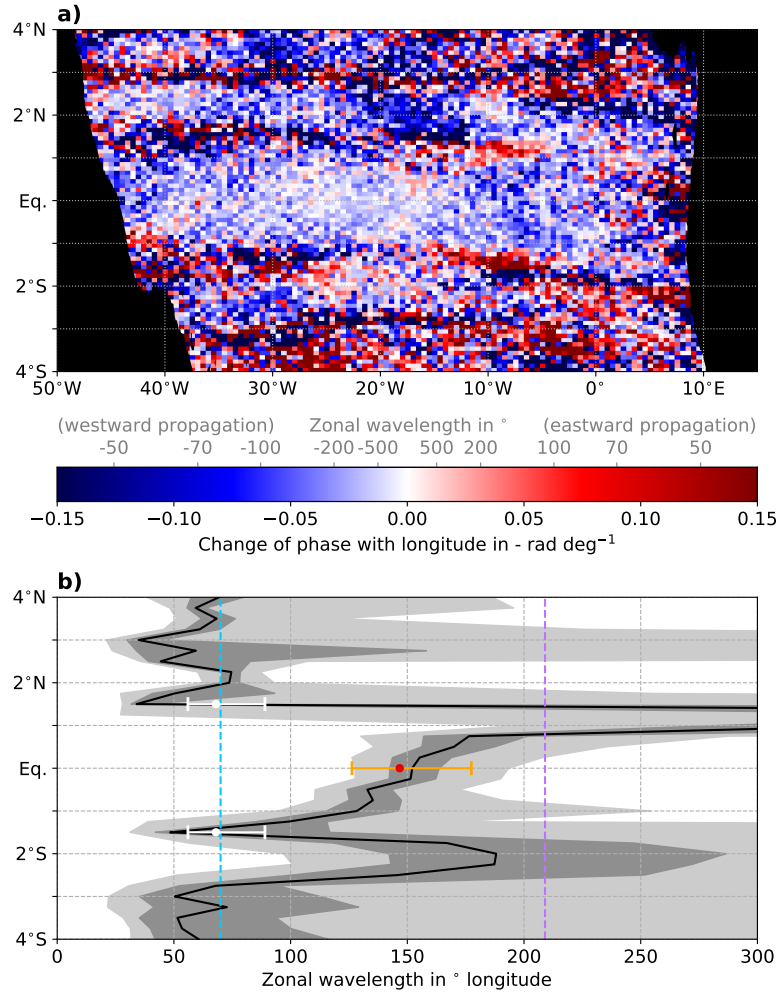 a)
4°N
2°N
Eq.
2°S
4°S
50°W 40°W 30°W 20°W 10°W 0° 10°E
(westward propagation) Zonal wavelength in ° (eastward propagation)
-50 -70 -100 -200 -500 500 200 100 70 50
−0.15 −0.10 −0.05 0.00 0.05 0.10 0.15
Change of phase with longitude in - rad deg⁻¹
b)
4°N
2°N
Eq.
2°S
4°S
0 50 100 150 200 250 300
Zonal wavelength in ° longitude